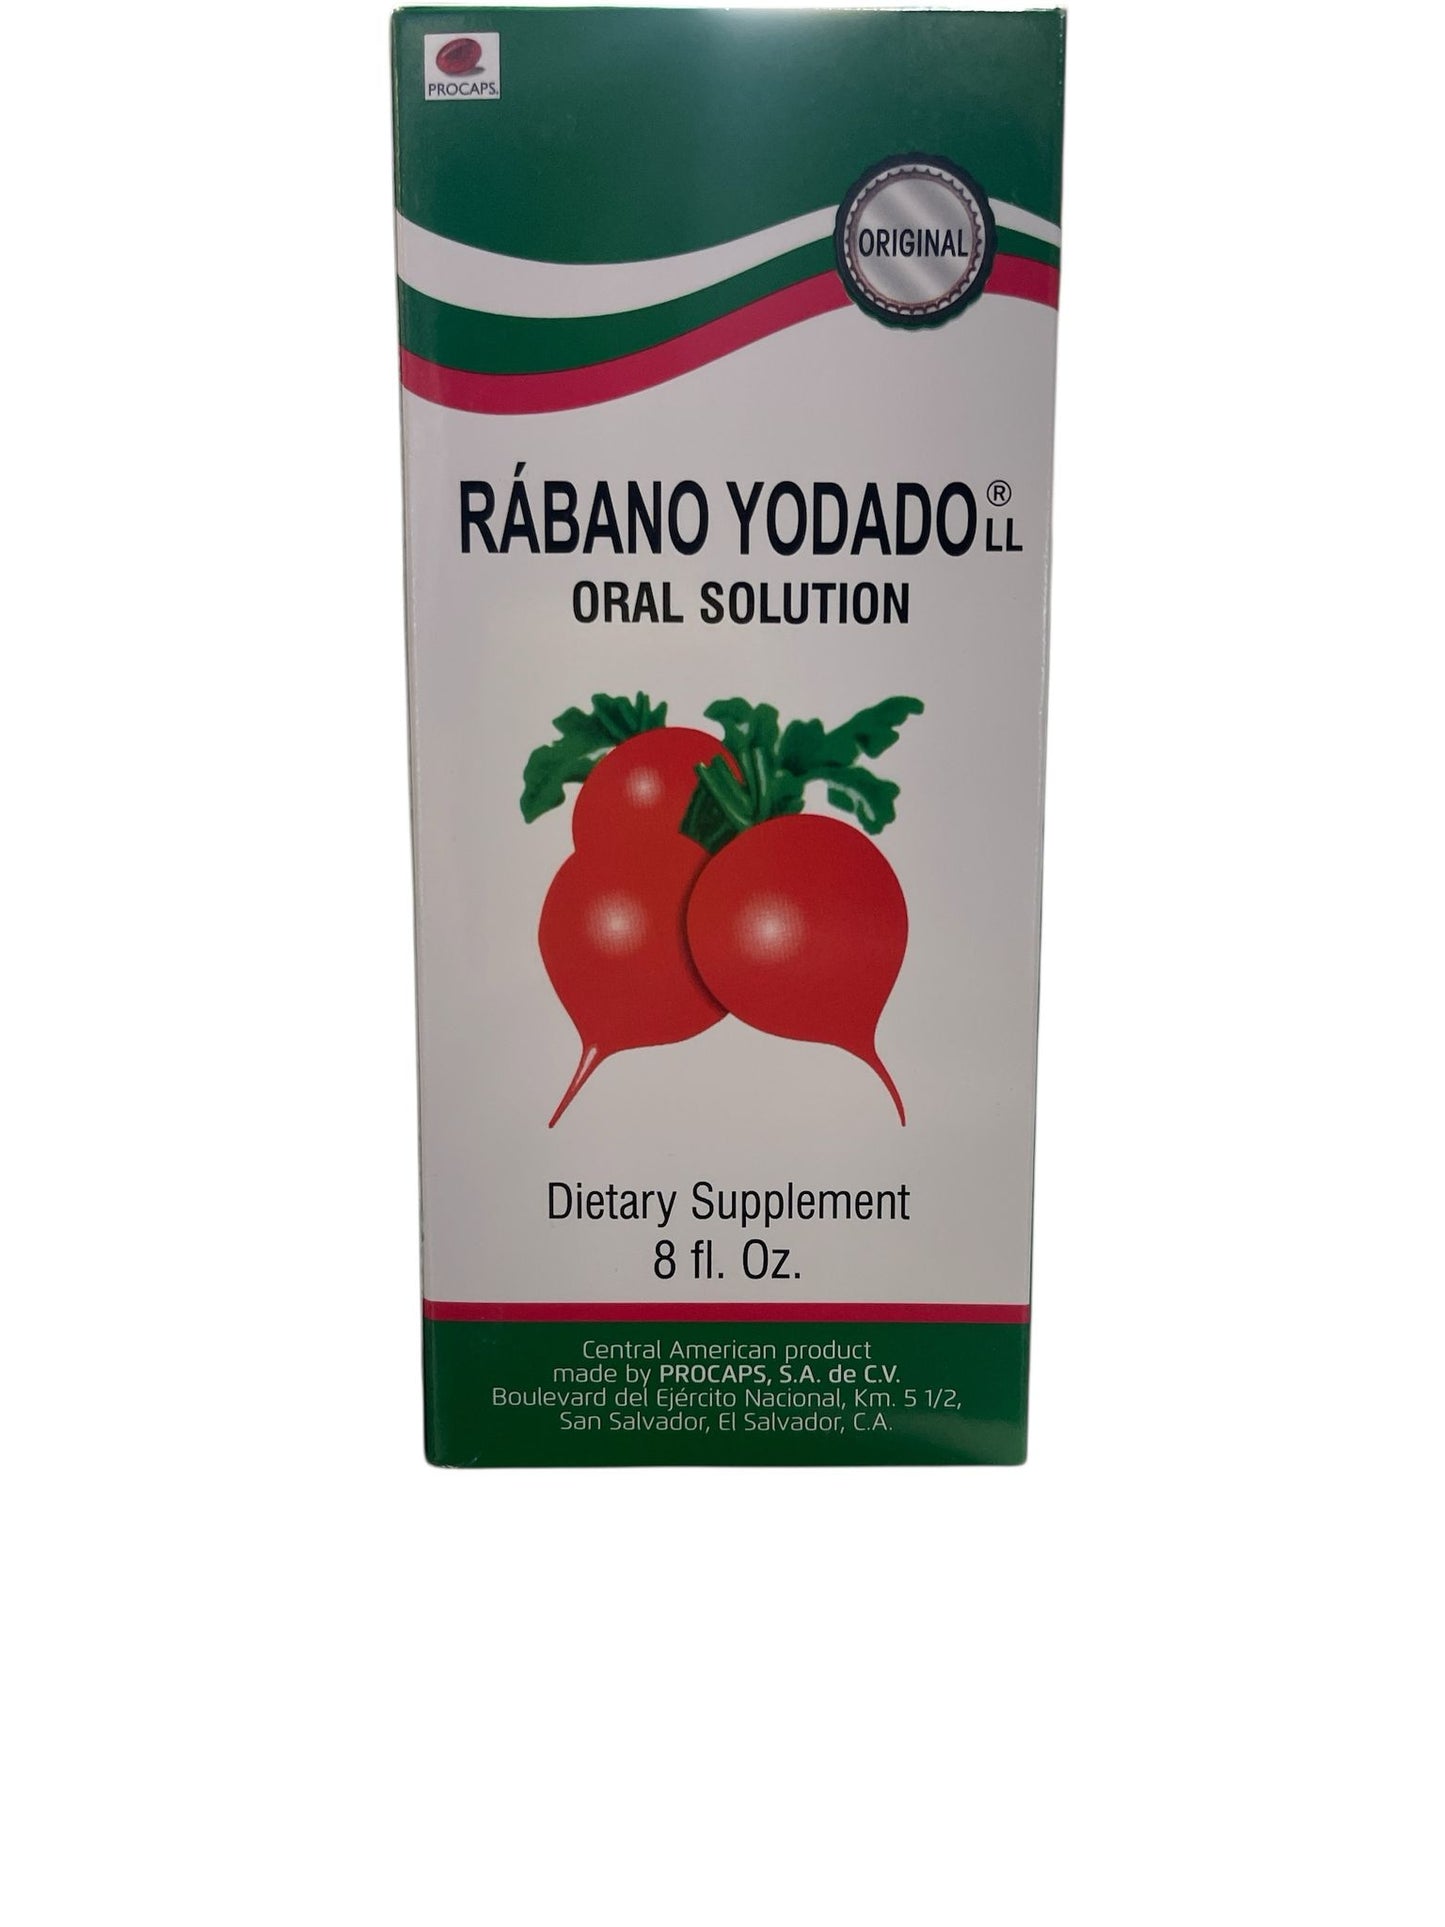 PROCAPS®
ORIGINAL
RÁBANO YODADO® LL
ORAL SOLUTION
Dietary Supplement
8 fl. Oz.
Central American product
made by PROCAPS, S.A. de C.V.
Boulevard del Ejército Nacional, Km. 5 1/2,
San Salvador, El Salvador, C.A.